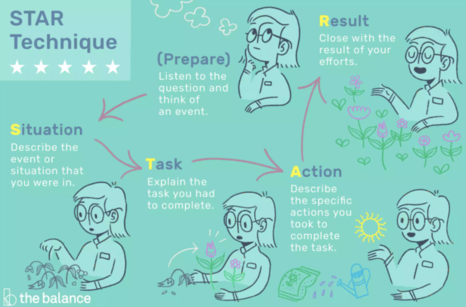 STAR
Technique
(Prepare)
Listen to the
question and
think of
an event.
Situation
Describe the
event or
situation that
you were in.
Task
Explain the
task you had
to complete.
Action
Describe
the specific
actions you
took to
complete
the task.
Result
Close with the
result of your
efforts.
the balance